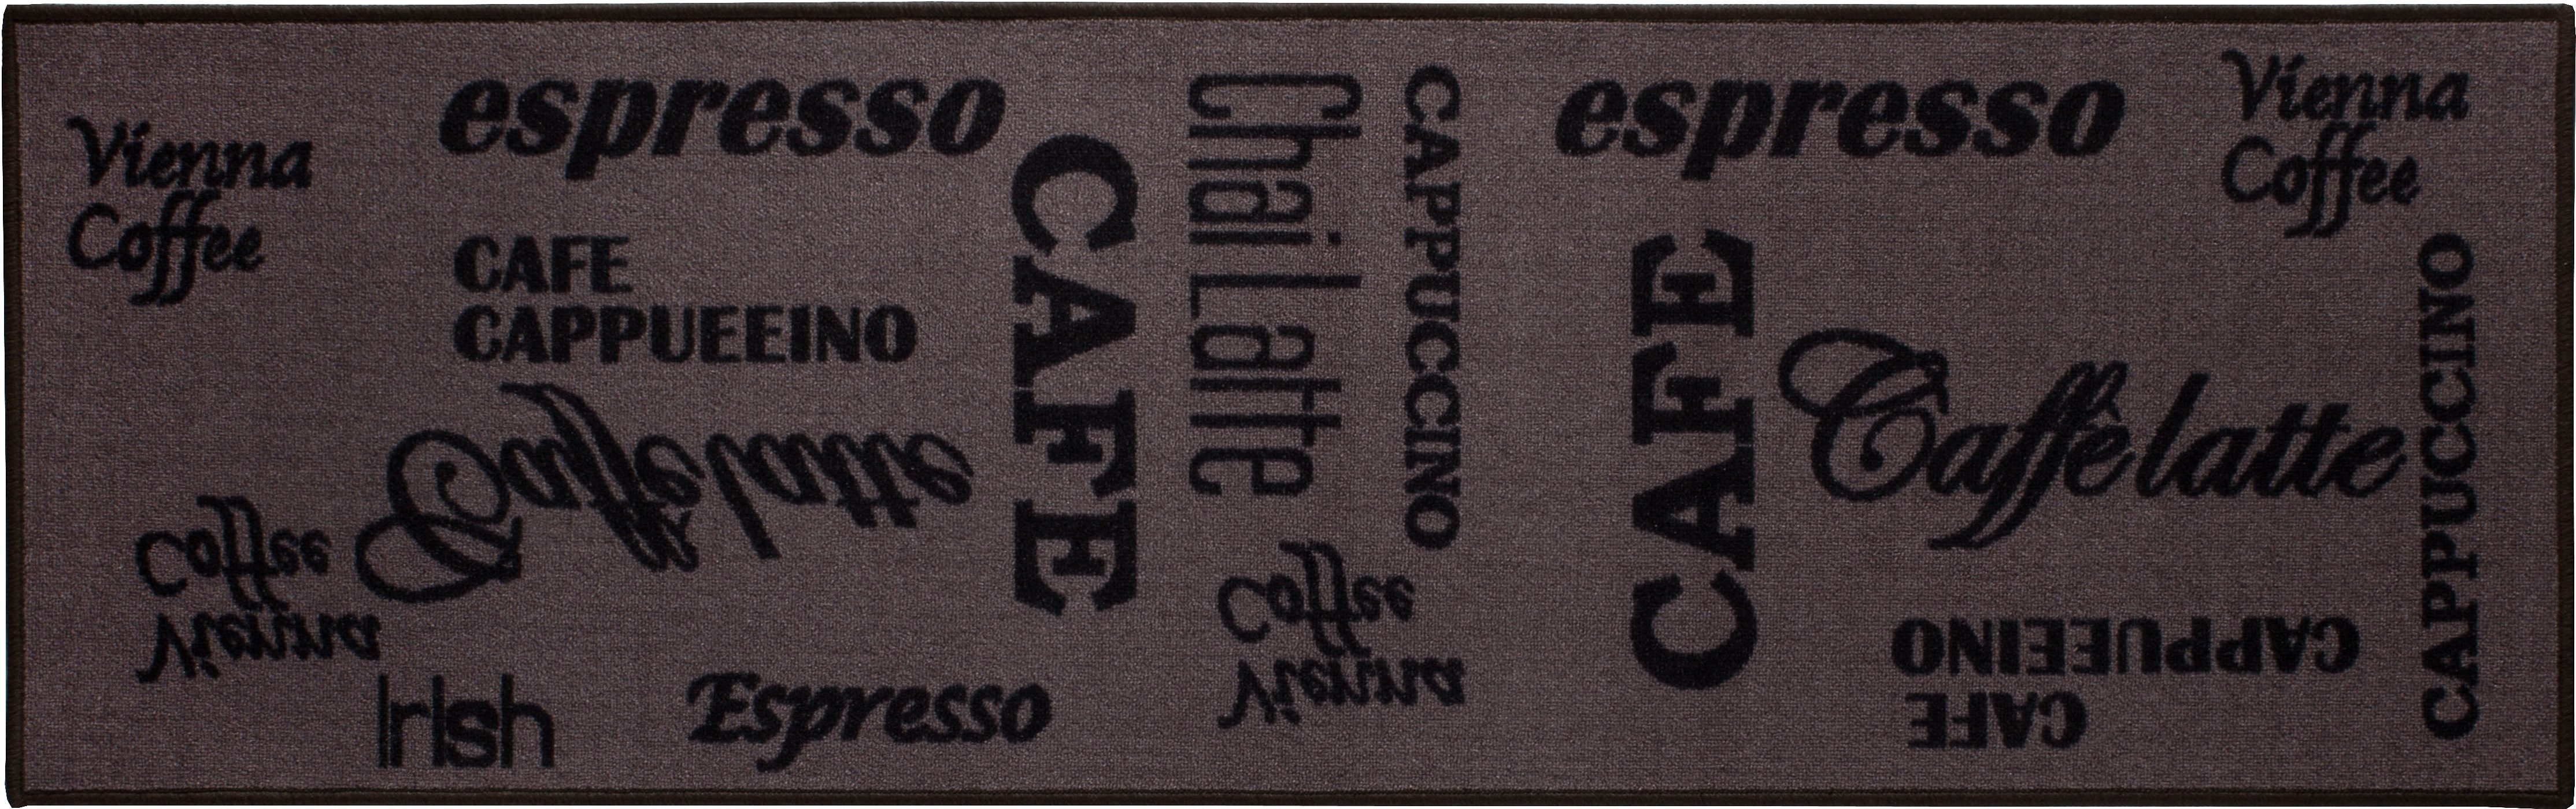 Vienna
Coffee
espresso
CAFE
CAPPUEEINO
Caffèlatte
Coffee
Vienna
IrIsh
Espresso
CAFE
Chai Latte
CAPPUCCINO
Coffee
Vienna
espresso
CAFE
Caffèlatte
CAFE
CAPPUEEINO
Vienna
Coffee
CAPPUCCINO